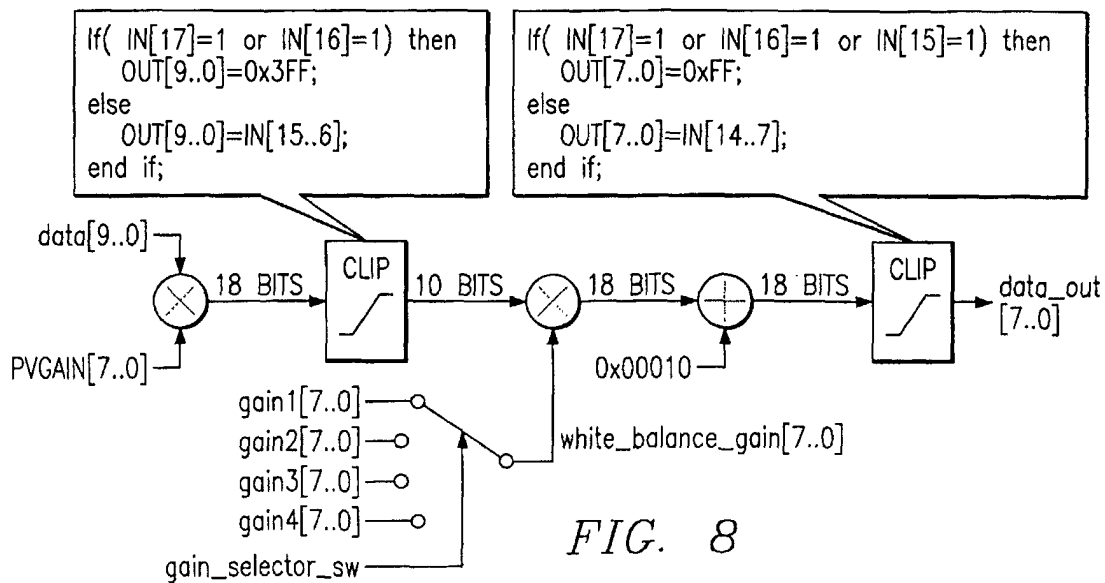 If( IN[17]=1 or IN[16]=1) then
OUT[9..0]=0x3FF;
else
OUT[9..0]=IN[15..6];
end if;
If( IN[17]=1 or IN[16]=1 or IN[15]=1) then
OUT[7..0]=0xFF;
else
OUT[7..0]=IN[14..7];
end if;
data[9..0]
18 BITS
CLIP
10 BITS
18 BITS
18 BITS
CLIP
data_out
[7..0]
PVGAIN[7..0]
0x00010
gain1[7..0]
gain2[7..0]
gain3[7..0]
gain4[7..0]
white_balance_gain[7..0]
gain_selector_sw
FIG. 8